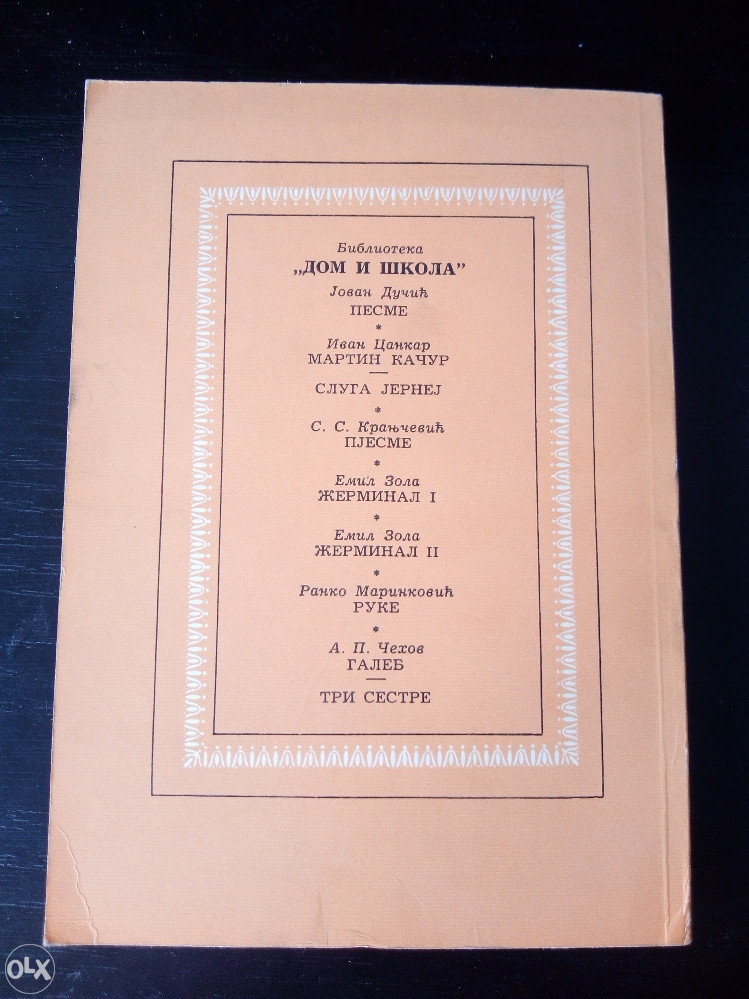 Библиотека
„ДОМ И ШКОЛА”
Јован Дучић
ПЕСМЕ
*
Иван Цанкар
МАРТИН КАЧУР
—
СЛУГА ЈЕРНЕЈ
*
С. С. Крањчевић
ПЈЕСМЕ
*
Емил Зола
ЖЕРМИНАЛ I
*
Емил Зола
ЖЕРМИНАЛ II
*
Ранко Маринковић
РУКЕ
*
А. П. Чехов
ГАЛЕБ
—
ТРИ СЕСТРЕ
OLX